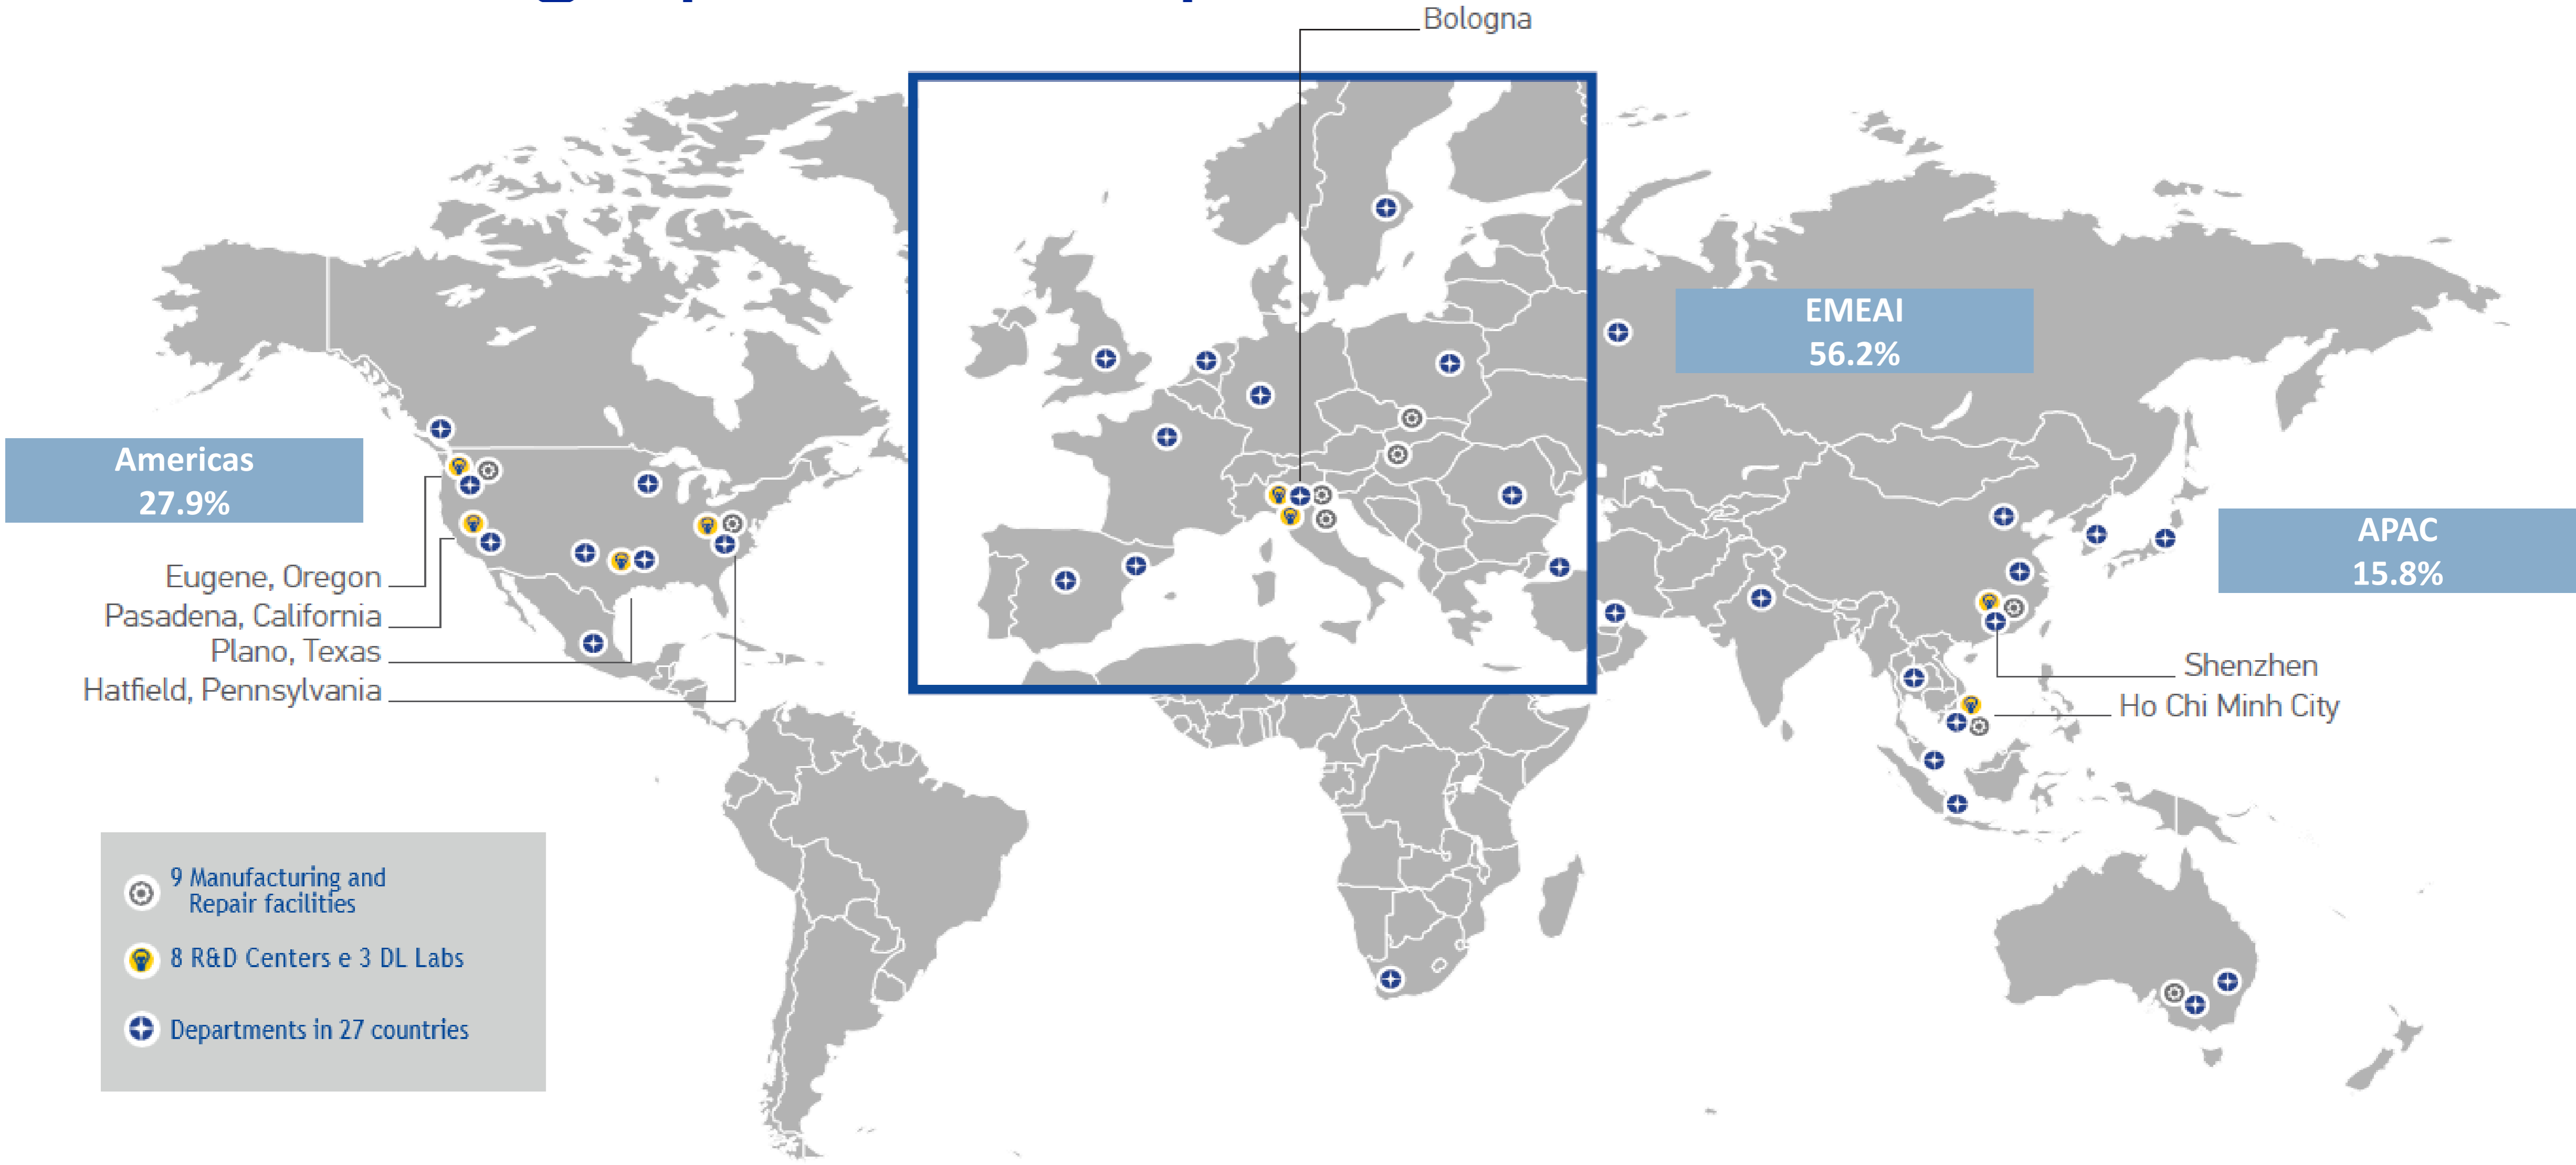 Bologna
EMEAI
56.2%
Americas
27.9%
APAC
15.8%
Eugene, Oregon
Pasadena, California
Plano, Texas
Hatfield, Pennsylvania
Shenzhen
Ho Chi Minh City
9 Manufacturing and
Repair facilities
8 R&D Centers e 3 DL Labs
Departments in 27 countries